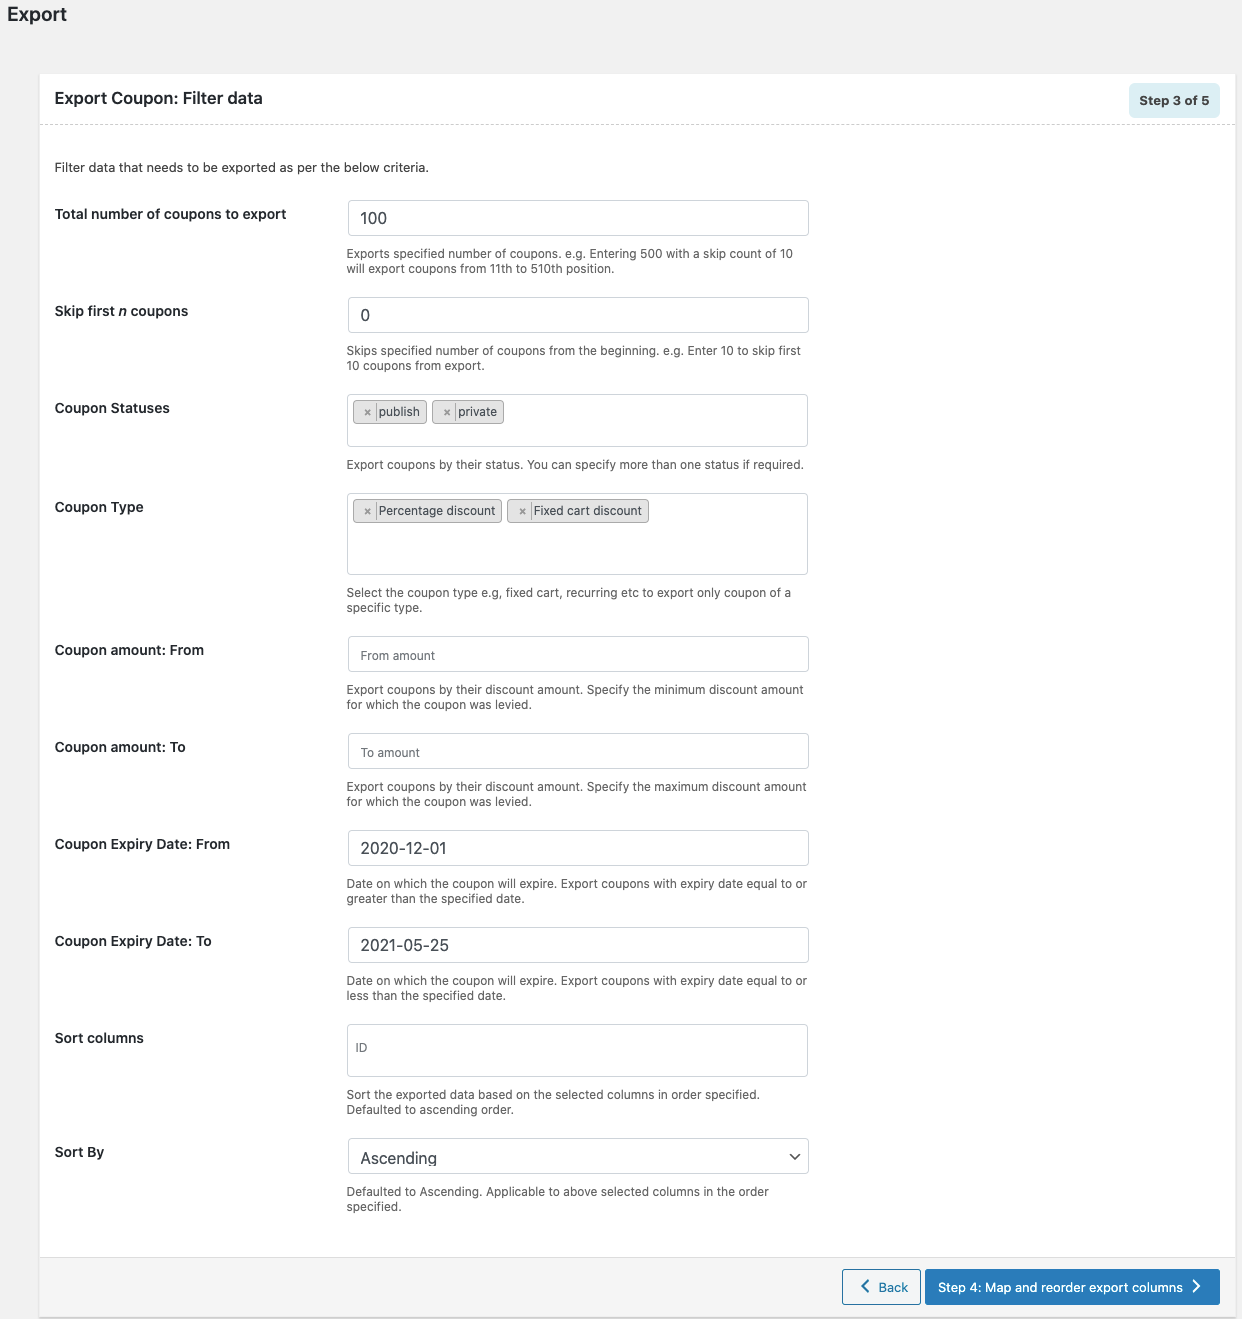 Export
Export Coupon: Filter data
Step 3 of 5
Filter data that needs to be exported as per the below criteria.
Total number of coupons to export
100
Exports specified number of coupons. e.g. Entering 500 with a skip count of 10
will export coupons from 11th to 510th position.
Skip first n coupons
0
Skips specified number of coupons from the beginning. e.g. Enter 10 to skip first
10 coupons from export.
Coupon Statuses
× publish × private
Export coupons by their status. You can specify more than one status if required.
Coupon Type
× Percentage discount × Fixed cart discount
Select the coupon type e.g, fixed cart, recurring etc to export only coupon of a
specific type.
Coupon amount: From
From amount
Export coupons by their discount amount. Specify the minimum discount amount
for which the coupon was levied.
Coupon amount: To
To amount
Export coupons by their discount amount. Specify the maximum discount amount
for which the coupon was levied.
Coupon Expiry Date: From
2020-12-01
Date on which the coupon will expire. Export coupons with expiry date equal to or
greater than the specified date.
Coupon Expiry Date: To
2021-05-25
Date on which the coupon will expire. Export coupons with expiry date equal to or
less than the specified date.
Sort columns
ID
Sort the exported data based on the selected columns in order specified.
Defaulted to ascending order.
Sort By
Ascending
Defaulted to Ascending. Applicable to above selected columns in the order
specified.
Back
Step 4: Map and reorder export columns